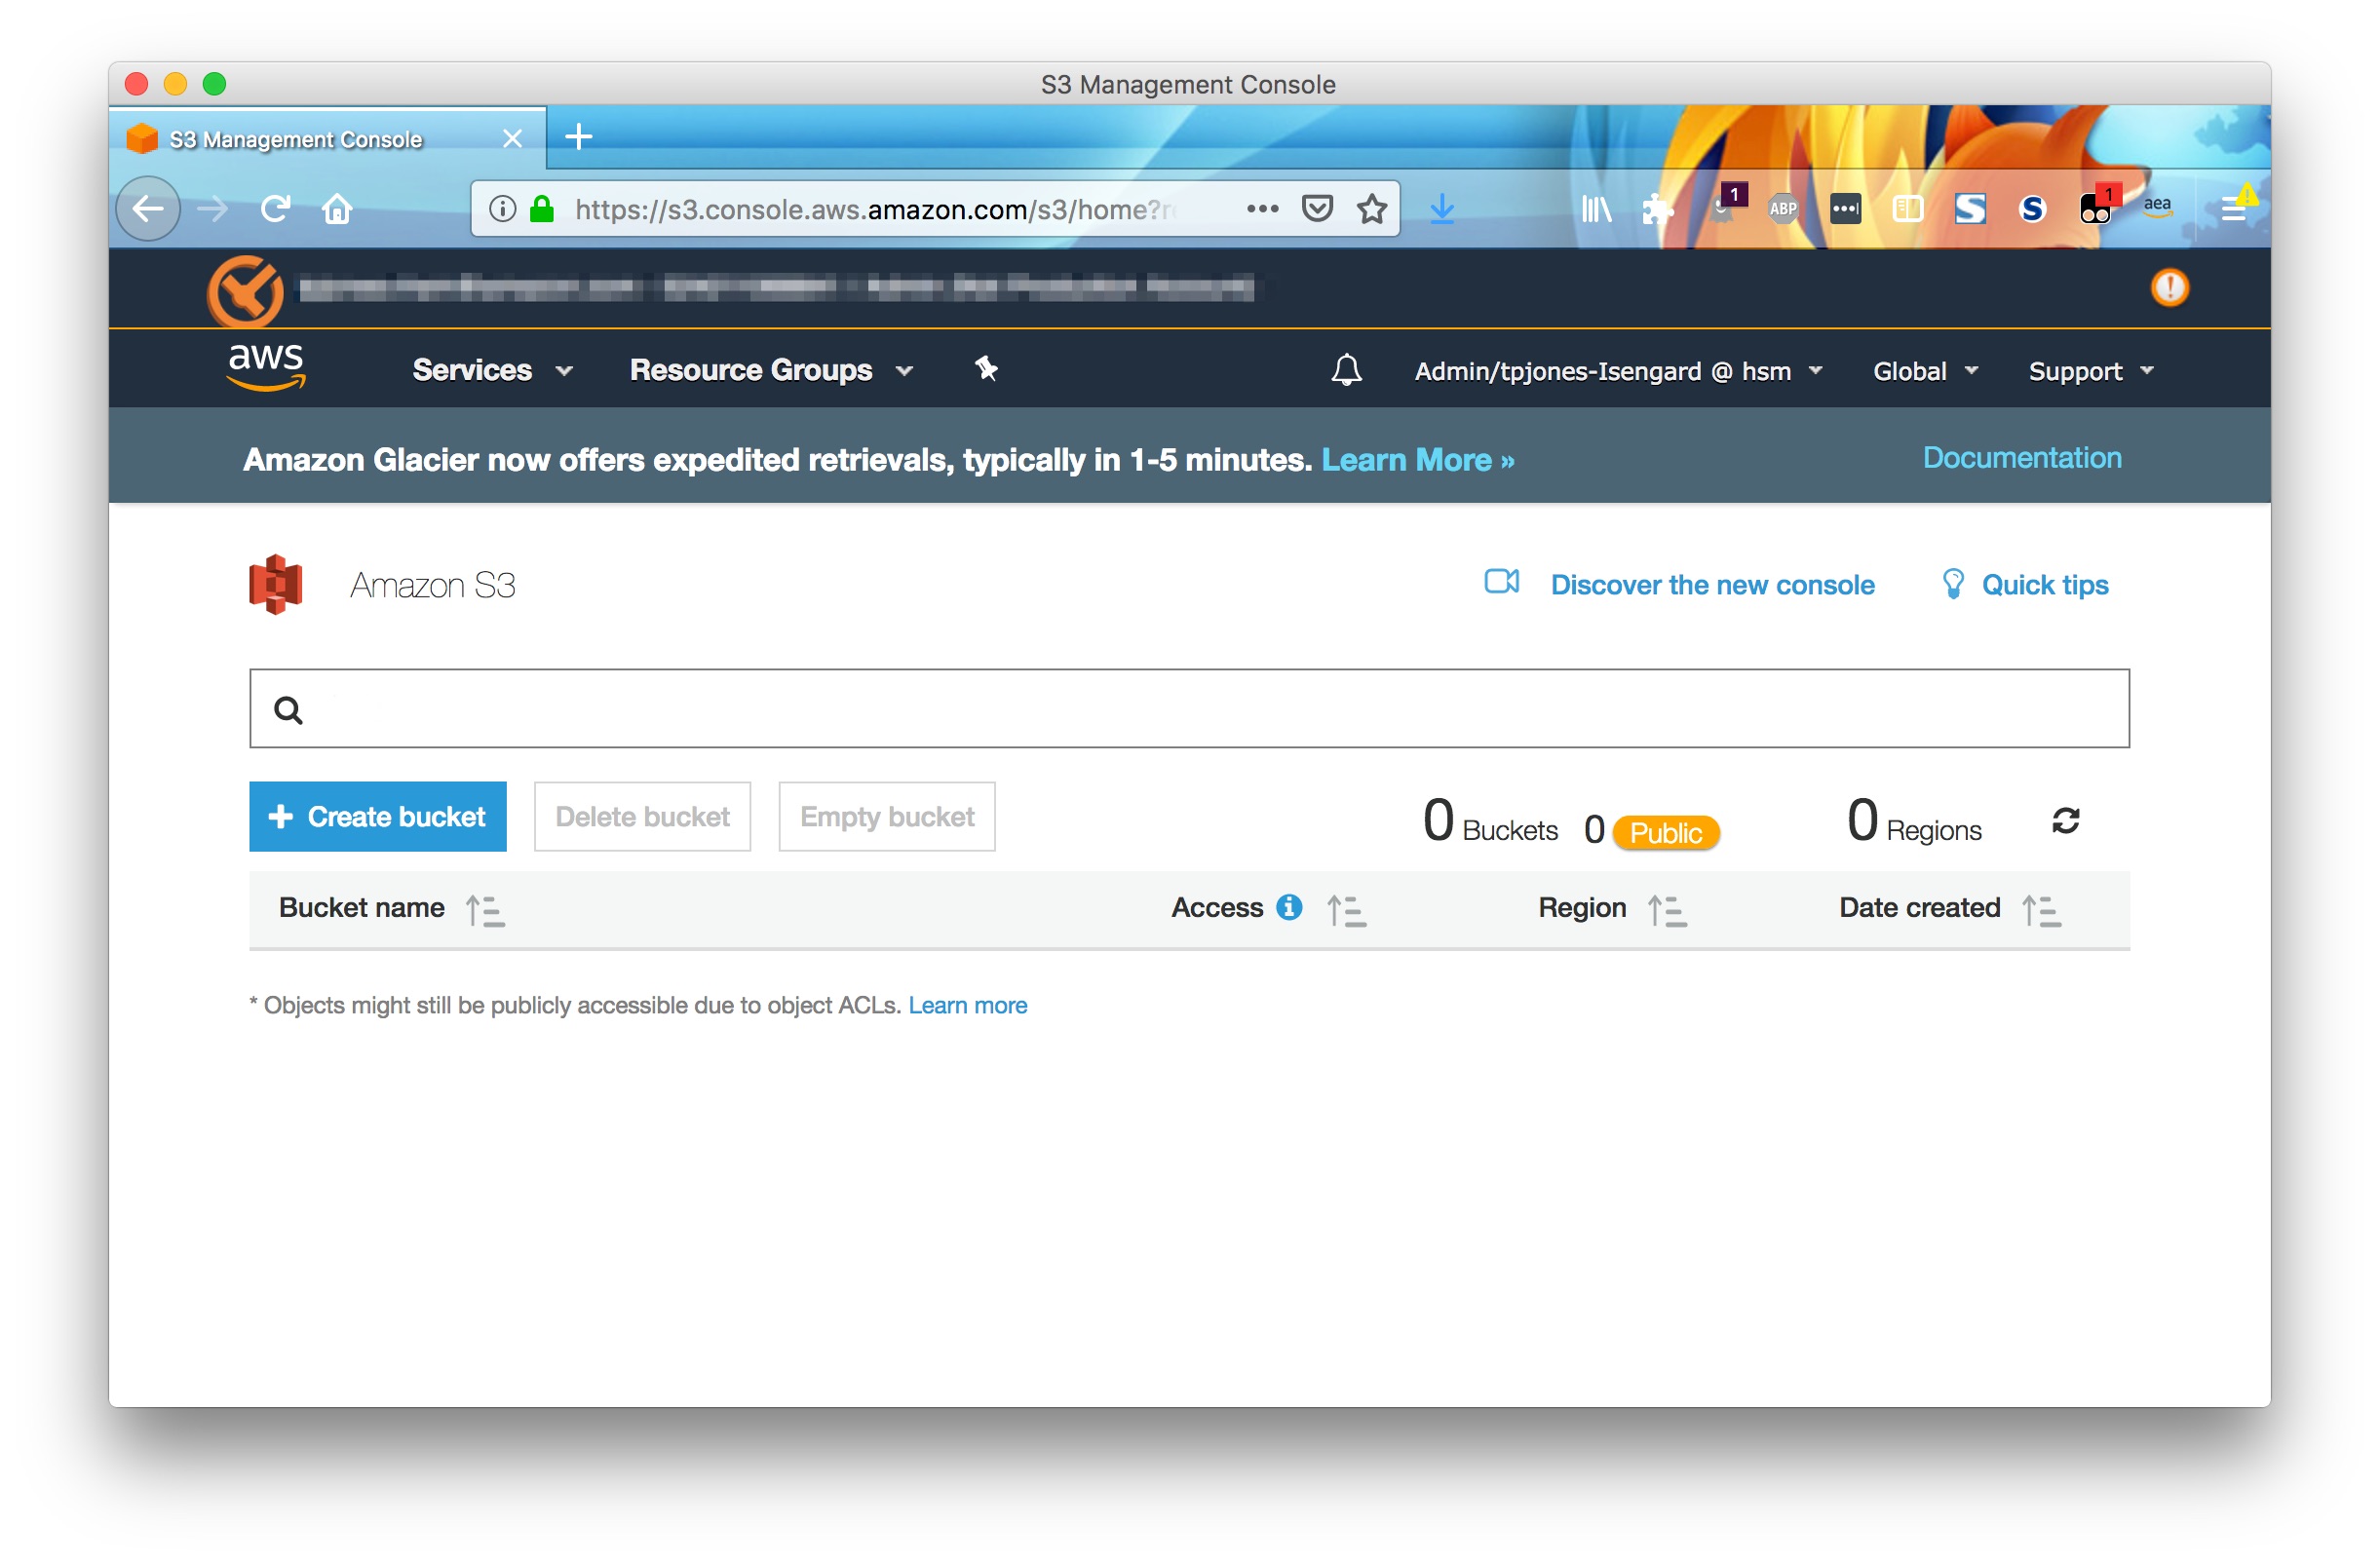 S3 Management Console
S3 Management Console
https://s3.console.aws.amazon.com/s3/home?r
1
ABP
S
S
1
aea
aws
Services
Resource Groups
Admin/tpjones-Isengard @ hsm
Global
Support
Amazon Glacier now offers expedited retrievals, typically in 1-5 minutes. Learn More »
Documentation
Amazon S3
Discover the new console
Quick tips
+ Create bucket
Delete bucket
Empty bucket
0 Buckets
0 Public
0 Regions
Bucket name
Access
Region
Date created
* Objects might still be publicly accessible due to object ACLs. Learn more